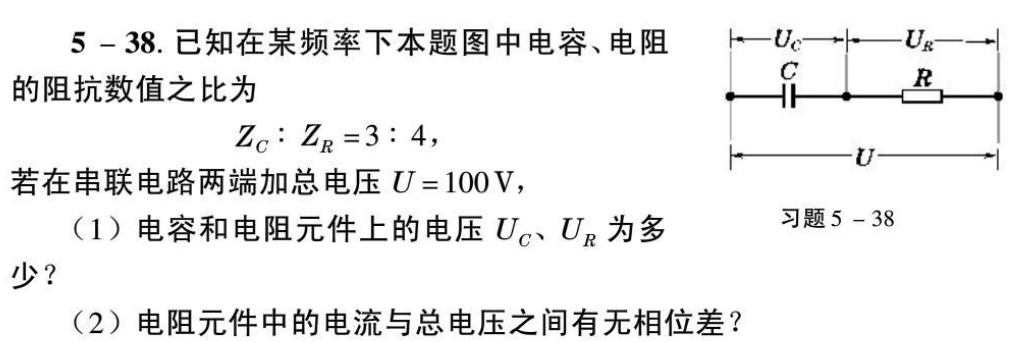 5－38. 已知在某频率下本题图中电容、电阻
的阻抗数值之比为
Z_C：Z_R =3：4，
若在串联电路两端加总电压 U=100 V，
（1）电容和电阻元件上的电压 U_C、U_R 为多
少？
（2）电阻元件中的电流与总电压之间有无相位差？
U_C U_R
C R
U
习题 5－38